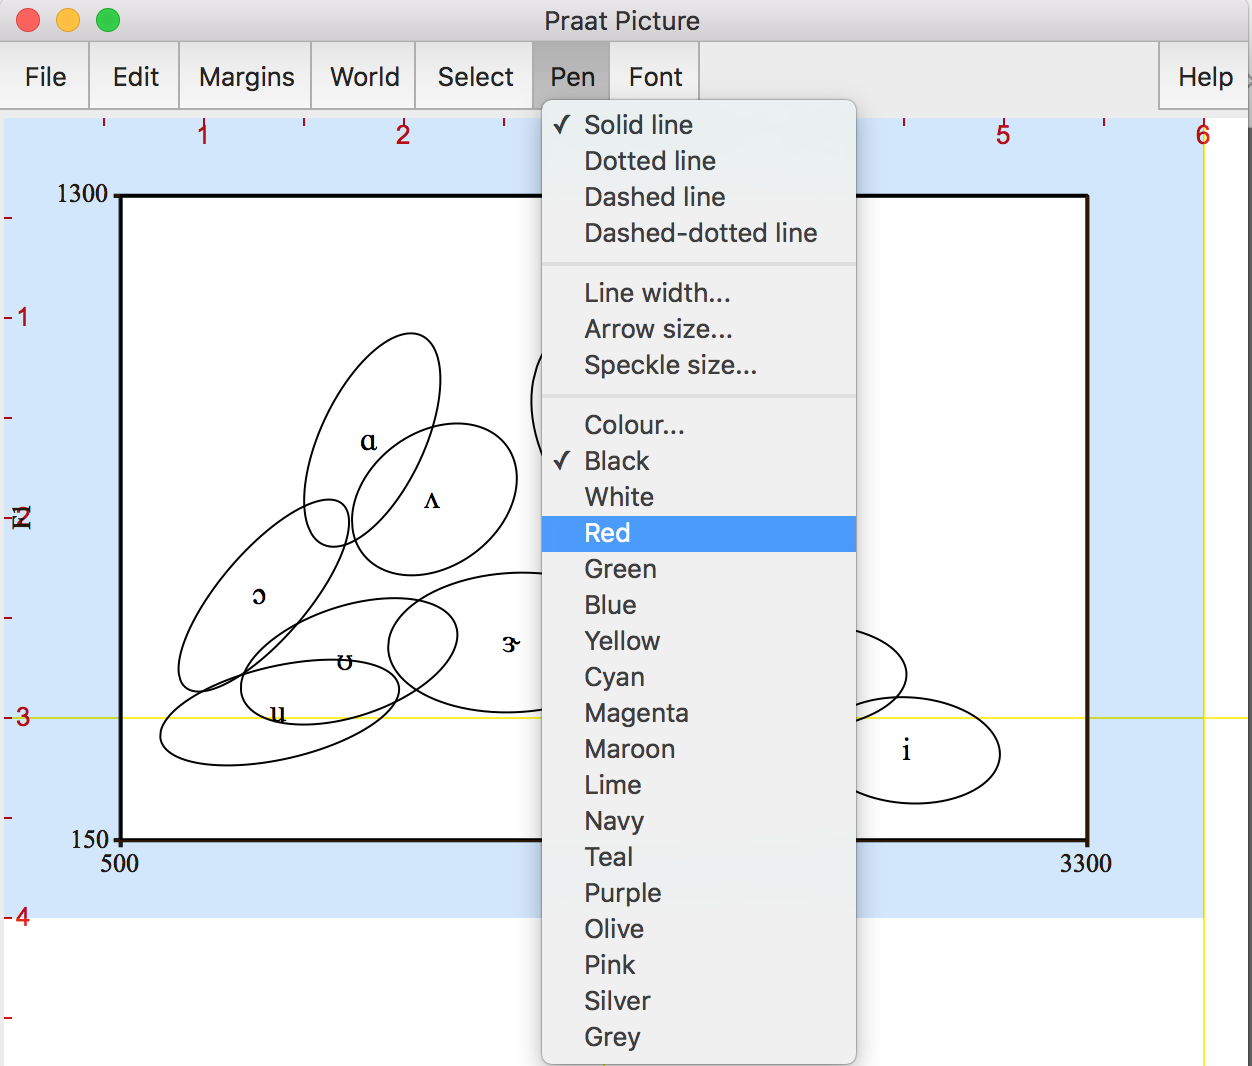 Praat Picture
File Edit Margins World Select Pen Font Help
1 2 5 6
1
2
3
4
1300
150
500 3300
F1
ɑ
ʌ
ɔ
ɝ
ʊ
u
i
✓ Solid line
Dotted line
Dashed line
Dashed-dotted line
Line width...
Arrow size...
Speckle size...
Colour...
✓ Black
White
Red
Green
Blue
Yellow
Cyan
Magenta
Maroon
Lime
Navy
Teal
Purple
Olive
Pink
Silver
Grey